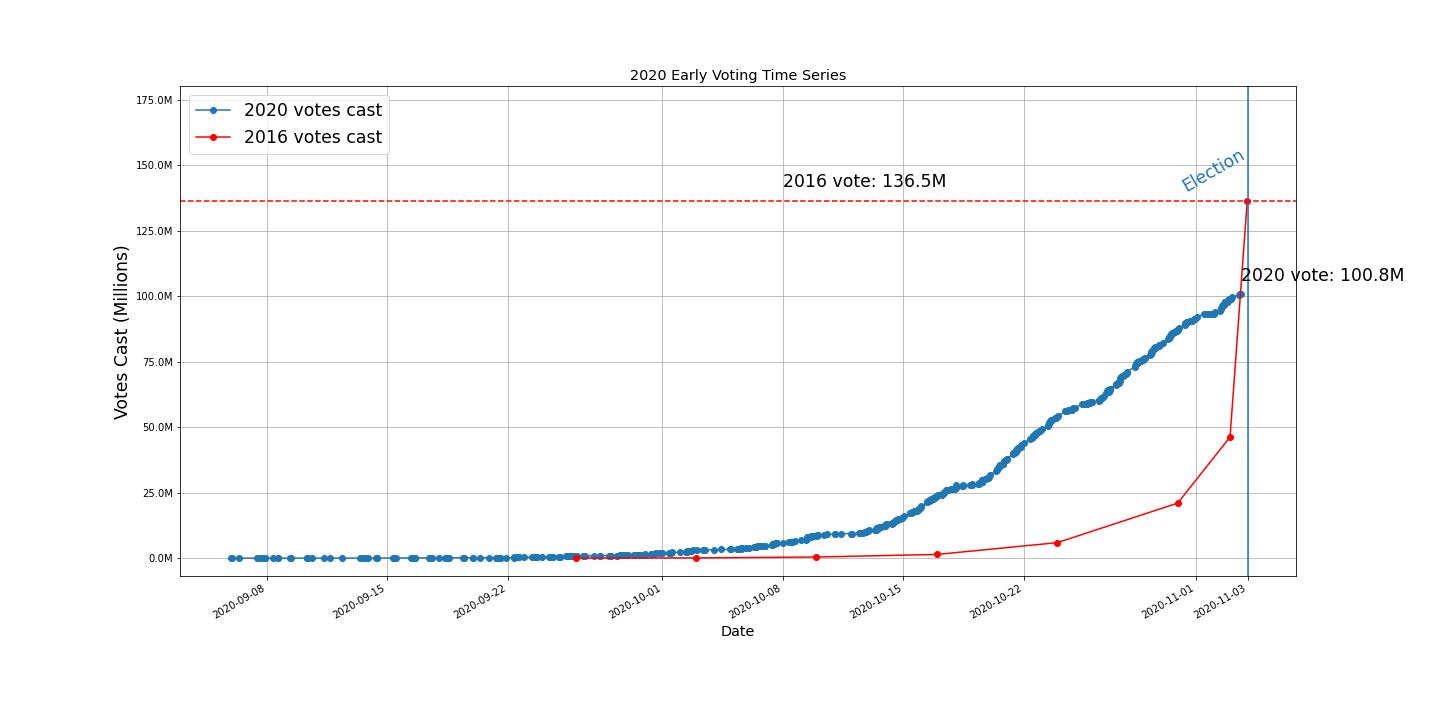 2020 Early Voting Time Series
175.0M
150.0M
125.0M
100.0M
75.0M
50.0M
25.0M
0.0M
Votes Cast (Millions)
2020 votes cast
2016 votes cast
2016 vote: 136.5M
Election
2020 vote: 100.8M
2020-09-08
2020-09-15
2020-09-22
2020-10-01
2020-10-08
2020-10-15
2020-10-22
2020-11-01
2020-11-03
Date